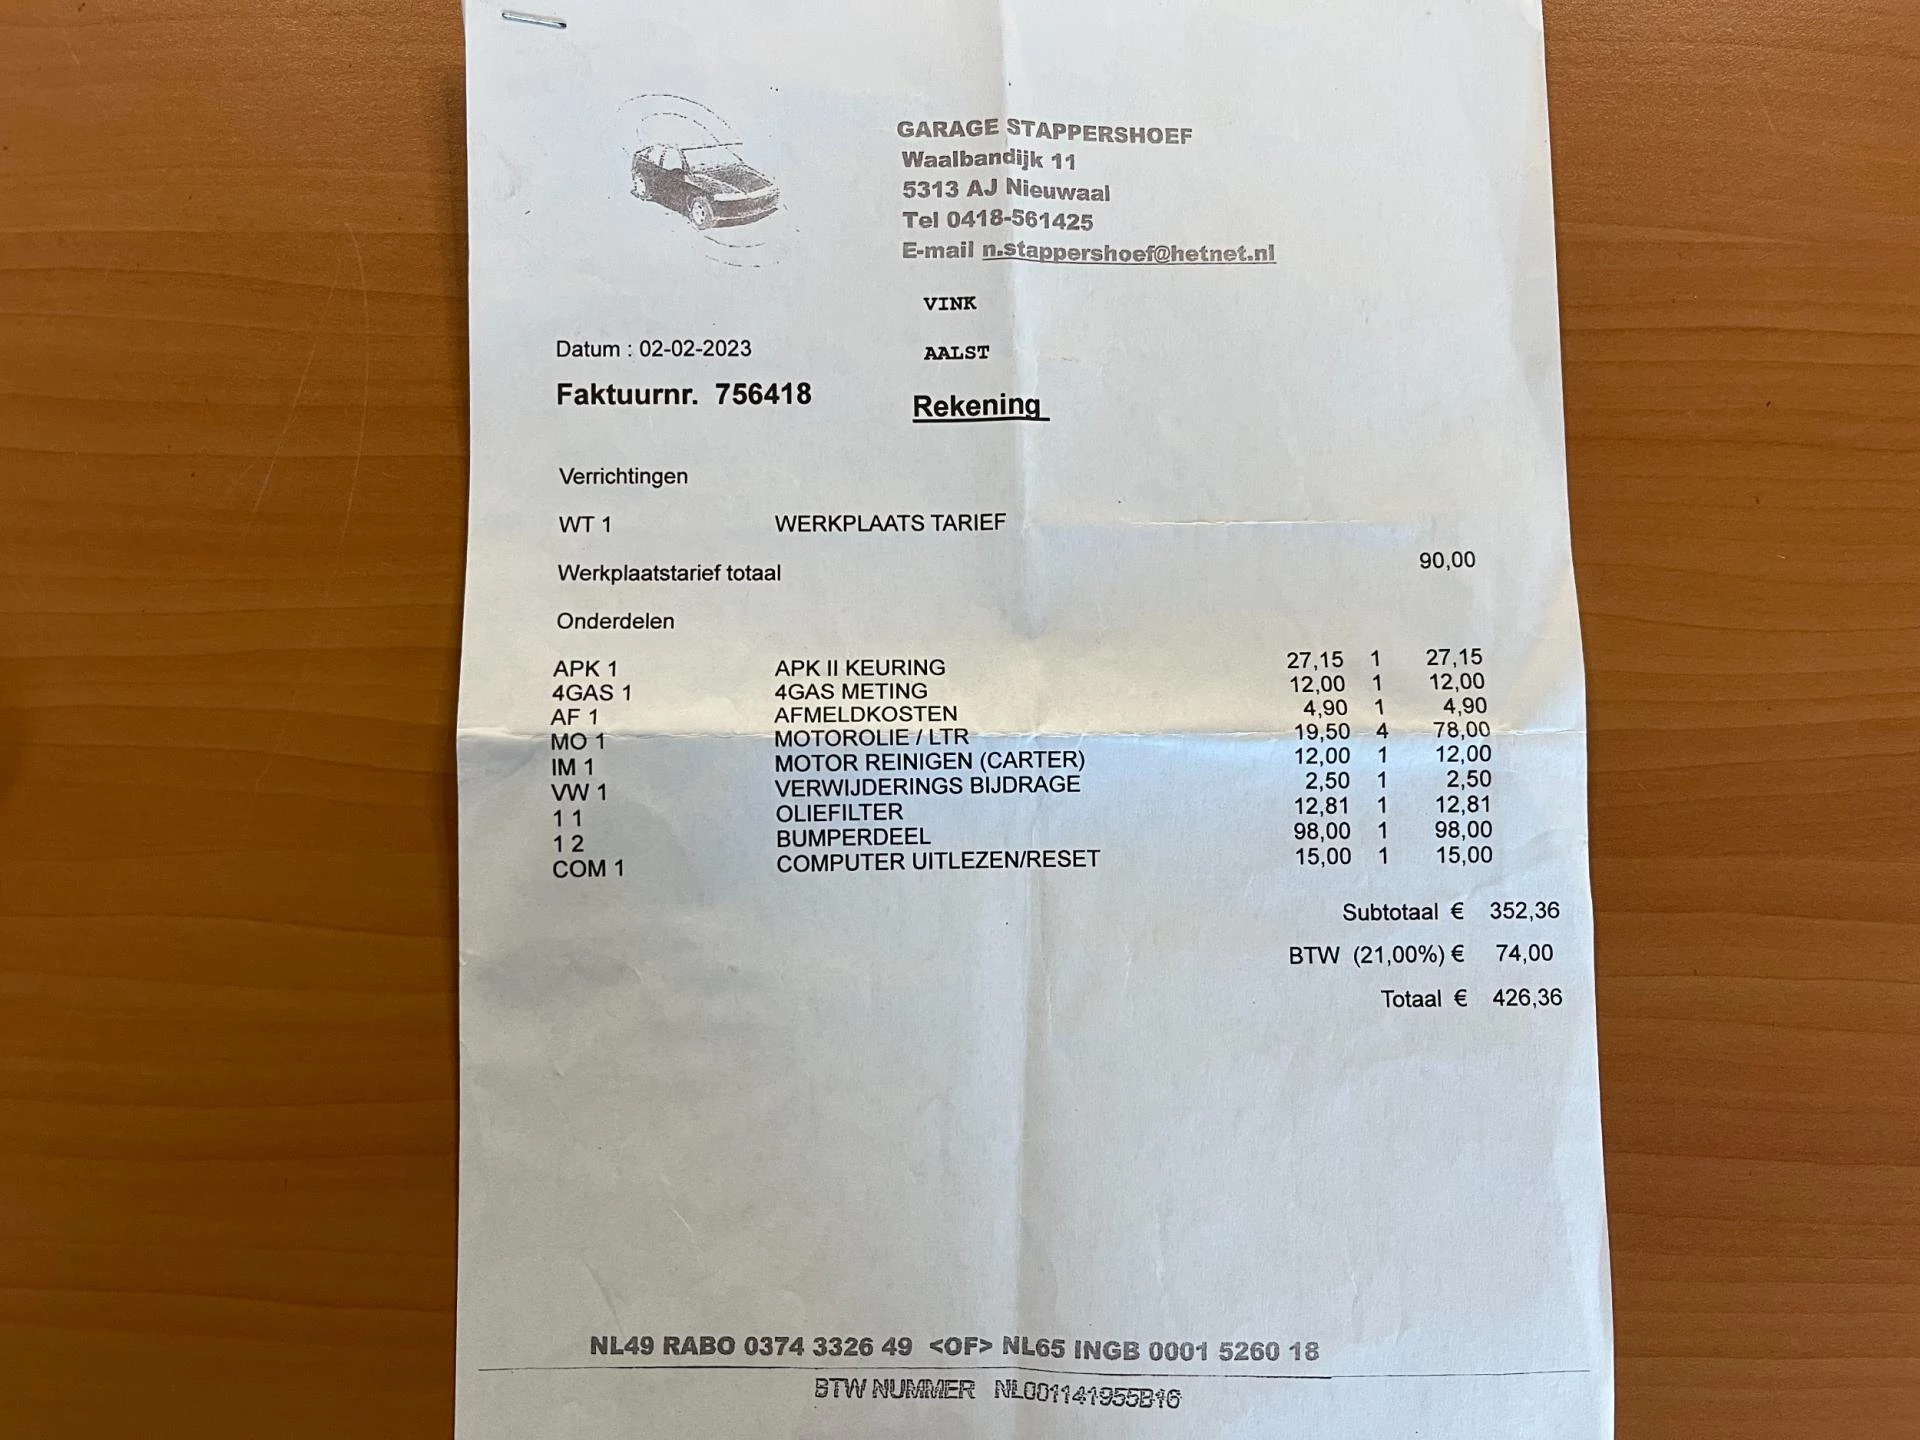 GARAGE STAPPERSHOEF
Waalbandijk 11
5313 AJ Nieuwaal
Tel 0418-561425
E-mail n.stappershoef@hetnet.nl
VINK
Datum : 02-02-2023
AALST
Faktuurnr. 756418
Rekening
Verrichtingen
WT 1 WERKPLAATS TARIEF
Werkplaatstarief totaal 90,00
Onderdelen
APK 1 APK II KEURING 27,15 1 27,15
4GAS 1 4GAS METING 12,00 1 12,00
AF 1 AFMELDKOSTEN 4,90 1 4,90
MO 1 MOTOROLIE / LTR 19,50 4 78,00
IM 1 MOTOR REINIGEN (CARTER) 12,00 1 12,00
VW 1 VERWIJDERINGS BIJDRAGE 2,50 1 2,50
1 1 OLIEFILTER 12,81 1 12,81
1 2 BUMPERDEEL 98,00 1 98,00
COM 1 COMPUTER UITLEZEN/RESET 15,00 1 15,00
Subtotaal € 352,36
BTW (21,00%) € 74,00
Totaal € 426,36
NL49 RABO 0374 3326 49 <OF> NL65 INGB 0001 5260 18
BTW NUMMER NL001141955B16